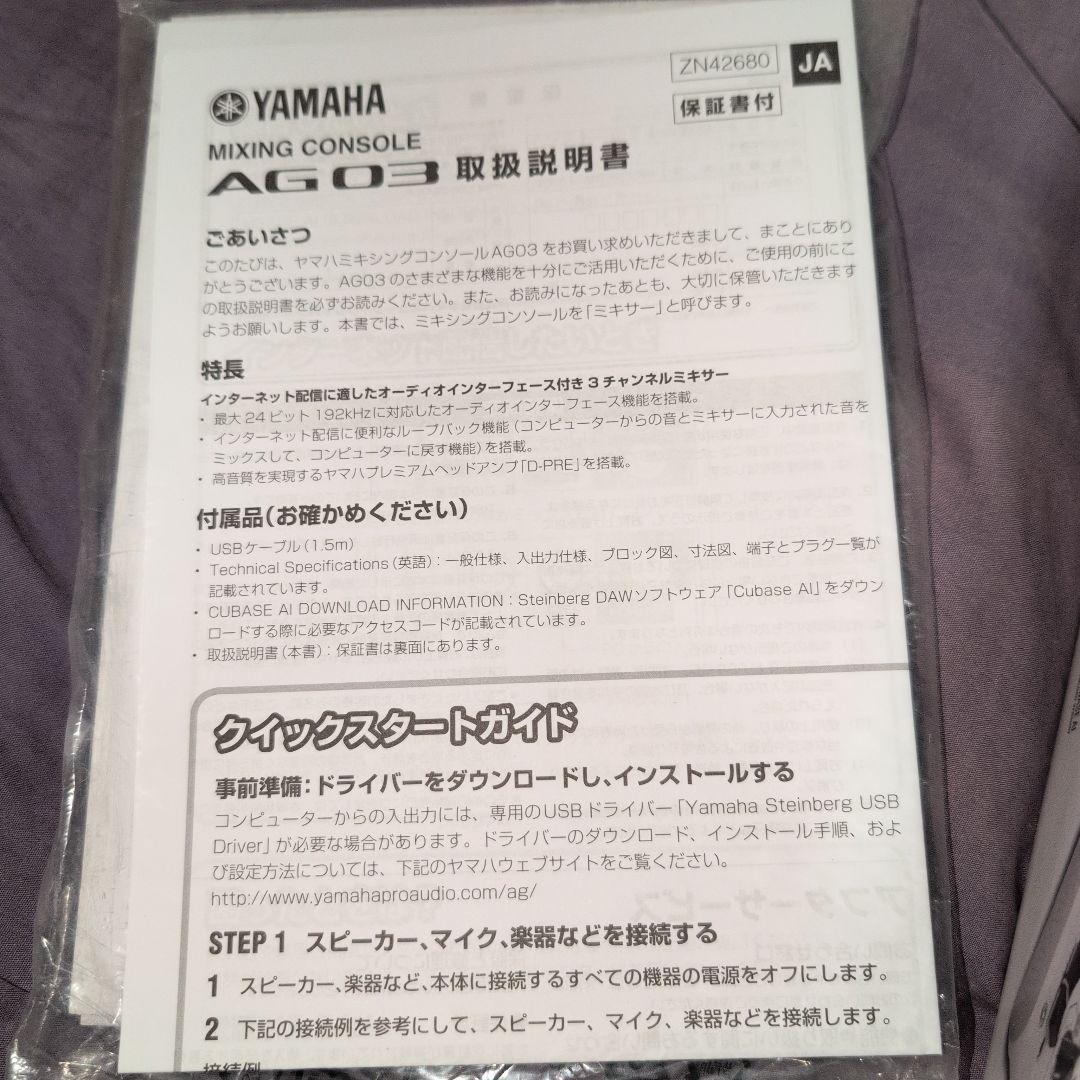 ZN42680
JA
YAMAHA
保証書付
MIXING CONSOLE
AG03 取扱説明書
ごあいさつ
このたびは、ヤマハミキシングコンソールAG03をお買い求めいただきまして、まことにあり
がとうございます。AG03のさまざまな機能を十分にご活用いただくために、ご使用の前にこ
の取扱説明書を必ずお読みください。また、お読みになったあとも、大切に保管いただきます
ようお願いします。本書では、ミキシングコンソールを「ミキサー」と呼びます。
特長
インターネット配信に適したオーディオインターフェース付き 3 チャンネルミキサー
・ 最大 24 ビット 192kHzに対応したオーディオインターフェース機能を搭載。
・ インターネット配信に便利なループバック機能（コンピューターからの音とミキサーに入力された音を
ミックスして、コンピューターに戻す機能）を搭載。
・ 高音質を実現するヤマハプレミアムヘッドアンプ「D-PRE」を搭載。
付属品（お確かめください）
・ USBケーブル（1.5m）
・ Technical Specifications（英語）：一般仕様、入出力仕様、ブロック図、寸法図、端子とプラグ一覧が
記載されています。
・ CUBASE AI DOWNLOAD INFORMATION：Steinberg DAWソフトウェア「Cubase AI」をダウン
ロードする際に必要なアクセスコードが記載されています。
・ 取扱説明書（本書）：保証書は裏面にあります。
クイックスタートガイド
事前準備：ドライバーをダウンロードし、インストールする
コンピューターからの入出力には、専用のUSBドライバー「Yamaha Steinberg USB
Driver」が必要な場合があります。ドライバーのダウンロード、インストール手順、およ
び設定方法については、下記のヤマハウェブサイトをご覧ください。
http://www.yamahaproaudio.com/ag/
STEP 1 スピーカー、マイク、楽器などを接続する
1 スピーカー、楽器など、本体に接続するすべての機器の電源をオフにします。
2 下記の接続例を参考にして、スピーカー、マイク、楽器などを接続します。
接続例